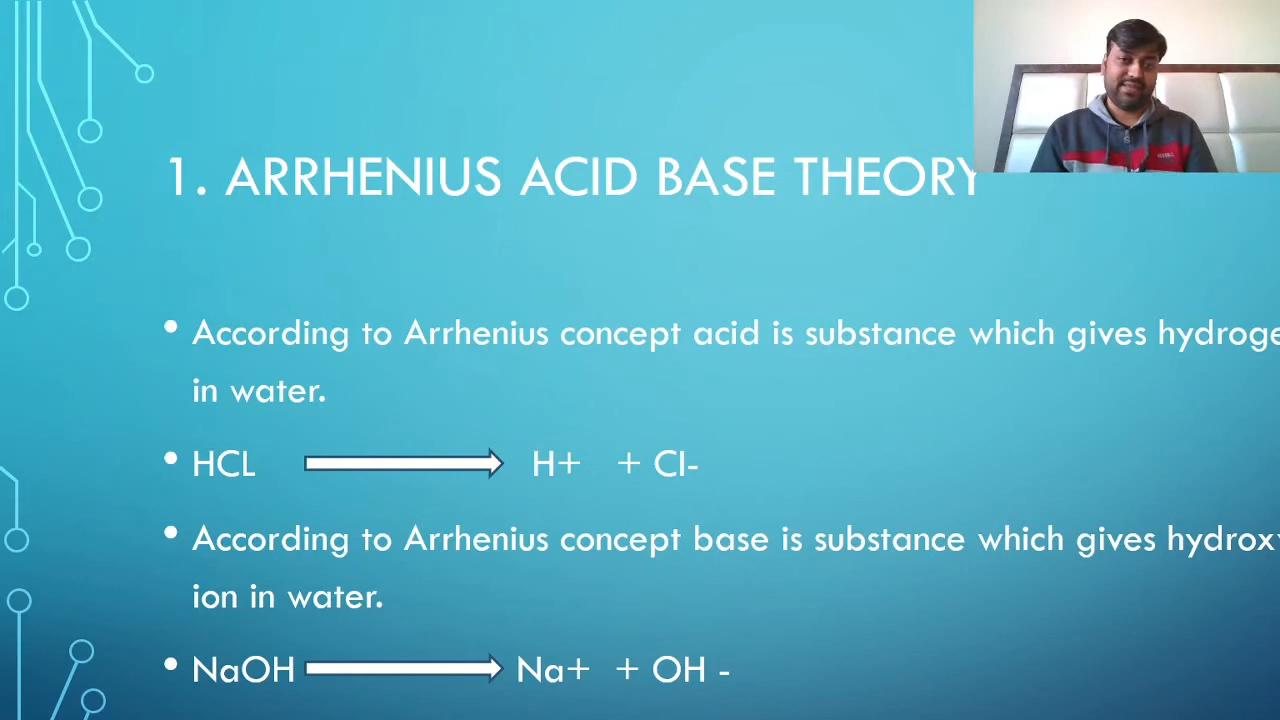 1. ARRHENIUS ACID BASE THEORY
• According to Arrhenius concept acid is substance which gives
in water.
• HCL H+ + Cl-
• According to Arrhenius concept base is substance which gives
ion in water.
• NaOH Na+ + OH -